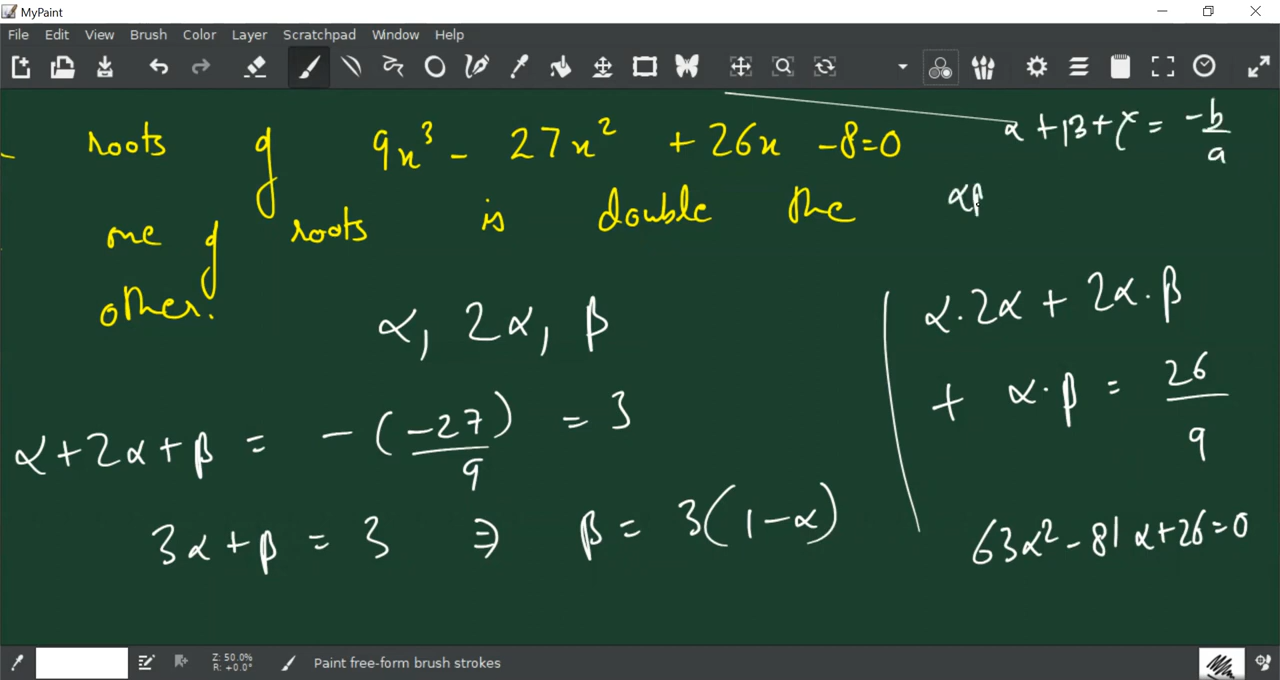 MyPaint
File Edit View Brush Color Layer Scratchpad Window Help
roots of 9x³ - 27x² + 26x - 8=0
α + β + γ = -b/a
one of roots is double the
αβ
other.
α, 2α, β
α+2α+β = -(-27/9) = 3
3α+β = 3 ⇒ β = 3(1-α)
α.2α + 2α.β
+ α.β = 26/9
63α² - 81α+26=0
Z: 50.0%
R: +0.0°
Paint free-form brush strokes